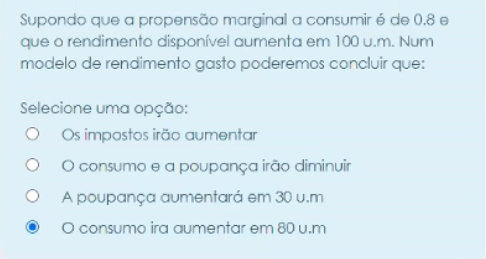 Supondo que a propensão marginal a consumir é de 0.8 e
que o rendimento disponível aumenta em 100 u.m. Num
modelo de rendimento gasto poderemos concluir que:
Selecione uma opção:
Os impostos irão aumentar
O consumo e a poupança irão diminuir
A poupança aumentará em 30 u.m
O consumo ira aumentar em 80 u.m